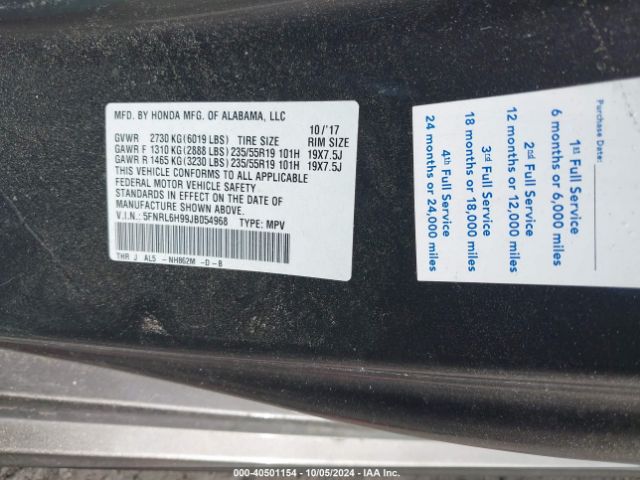 MFD. BY HONDA MFG. OF ALABAMA, LLC
10/'17
GVWR 2730 KG (6019 LBS) TIRE SIZE RIM SIZE
GAWR F 1310 KG (2888 LBS) 235/55R19 101H 19X7.5J
GAWR R 1465 KG (3230 LBS) 235/55R19 101H 19X7.5J
THIS VEHICLE CONFORMS TO ALL APPLICABLE
FEDERAL MOTOR VEHICLE SAFETY
STANDARDS IN EFFECT ON THE DATE OF
MANUFACTURE SHOWN ABOVE.
V.I.N.: 5FNRL6H99JB054968 TYPE: MPV
THR J AL5 - NH862M - D - B
Purchase Date:
1st Full Service
6 months or 6,000 miles
2nd Full Service
12 months or 12,000 miles
3rd Full Service
18 months or 18,000 miles
4th Full Service
24 months or 24,000 miles
000-40501154 - 10/05/2024 - IAA Inc.